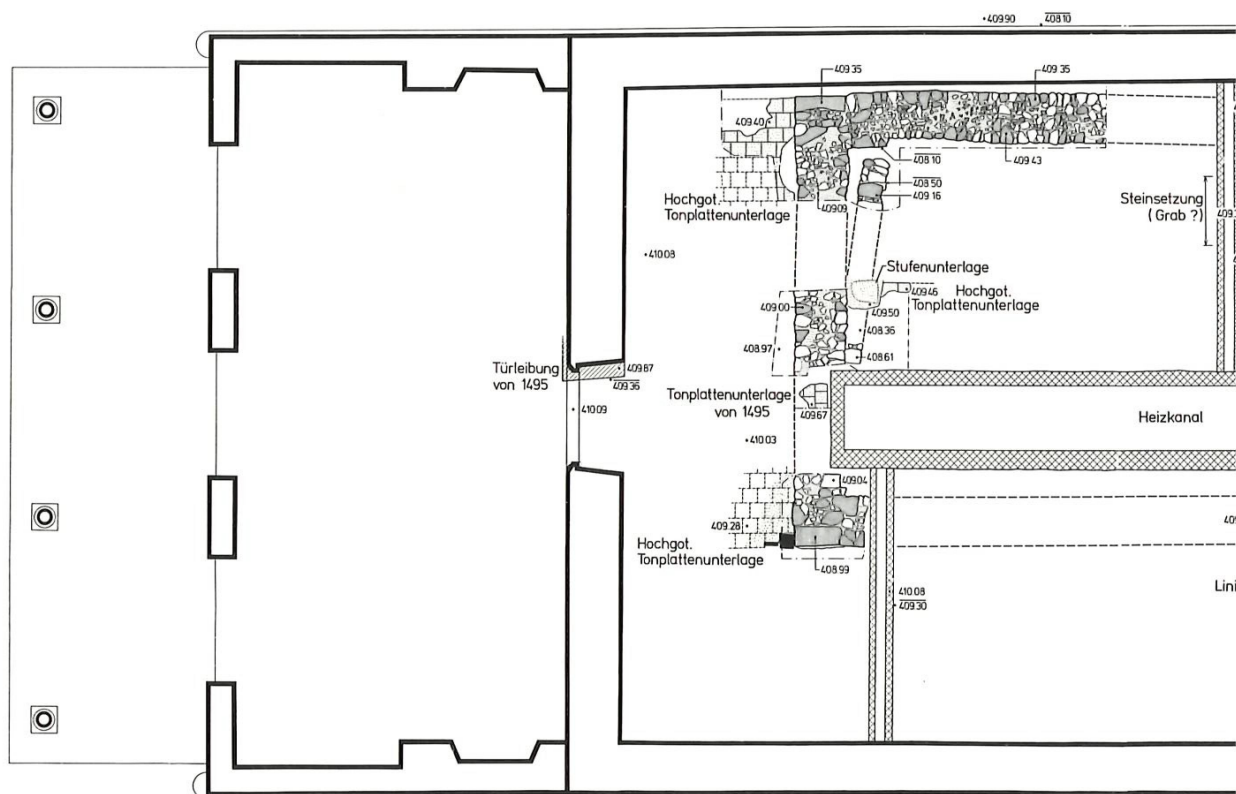 409.90
408.10
409.35
409.35
409.40
408.10
409.43
408.50
409.16
Hochgot.
Tonplattenunterlage
409.09
Steinsetzung
( Grab ? )
410.08
Stufenunterlage
409.46
Hochgot.
Tonplattenunterlage
409.00
409.50
408.36
408.97
408.61
Türleibung
von 1495
409.67
409.36
Tonplattenunterlage
von 1495
409.67
410.09
Heizkanal
410.03
409.04
409.28
Hochgot.
Tonplattenunterlage
408.99
410.08
409.30
Lini